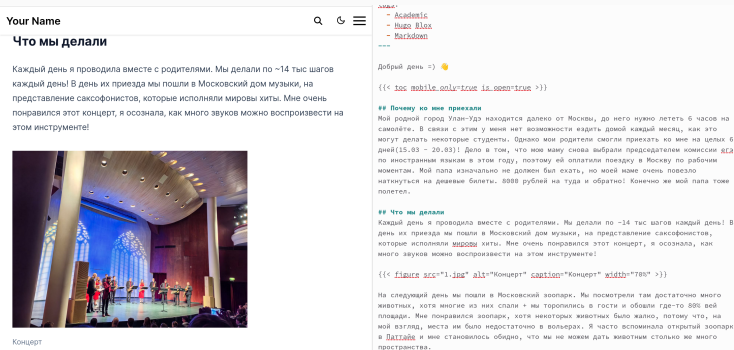 Your Name
Что мы делали
Каждый день я проводила вместе с родителями. Мы делали по ~14 тыс шагов
каждый день! В день их приезда мы пошли в Московский дом музыки, на
представление саксофонистов, которые исполняли мировы хиты. Мне очень
понравился этот концерт, я осознала, как много звуков можно воспроизвести на
этом инструменте!
Концерт
- Academic
- Hugo Blox
- Markdown
---
Добрый день =) 👋
{{< toc mobile_only=true is_open=true >}}
## Почему ко мне приехали
Мой родной город Улан-Удэ находится далеко от Москвы, до него нужно лететь 6 часов на
самолёте. В связи с этим у меня нет возможности ездить домой каждый месяц, как это
могут делать некоторые студенты. Однако мои родители смогли приехать ко мне на целых 6
дней(15.03 - 20.03)! Дело в том, что мою маму снова выбрали председателем комиссии егэ
по иностранным языкам в этом году, поэтому ей оплатили поездку в Москву по рабочим
моментам. Мой папа изначально не должен был ехать, но моей маме очень повезло
наткнуться на дешевые билеты. 8000 рублей на туда и обратно! Конечно же мой папа тоже
полетел.
## Что мы делали
Каждый день я проводила вместе с родителями. Мы делали по ~14 тыс шагов каждый день! В
день их приезда мы пошли в Московский дом музыки, на представление саксофонистов,
которые исполняли мировы хиты. Мне очень понравился этот концерт, я осознала, как
много звуков можно воспроизвести на этом инструменте!
{{< figure src="1.jpg" alt="Концерт" caption="Концерт" width="70%" >}}
На следующий день мы пошли в Московский зоопарк. Мы посмотрели там достаточно много
животных, хотя многие из них спали + мы торопились в гости и обошли где-то 80% вей
площади. Мне понравился зоопарк, хотя некоторых животных было жалко, потому что, на
мой взгляд, места им было недостаточно в вольерах. Я часто вспоминала открытый зоопарк
в Паттайе и мне становилось обидно, что мы не можем дать животным столько же много
пространства.